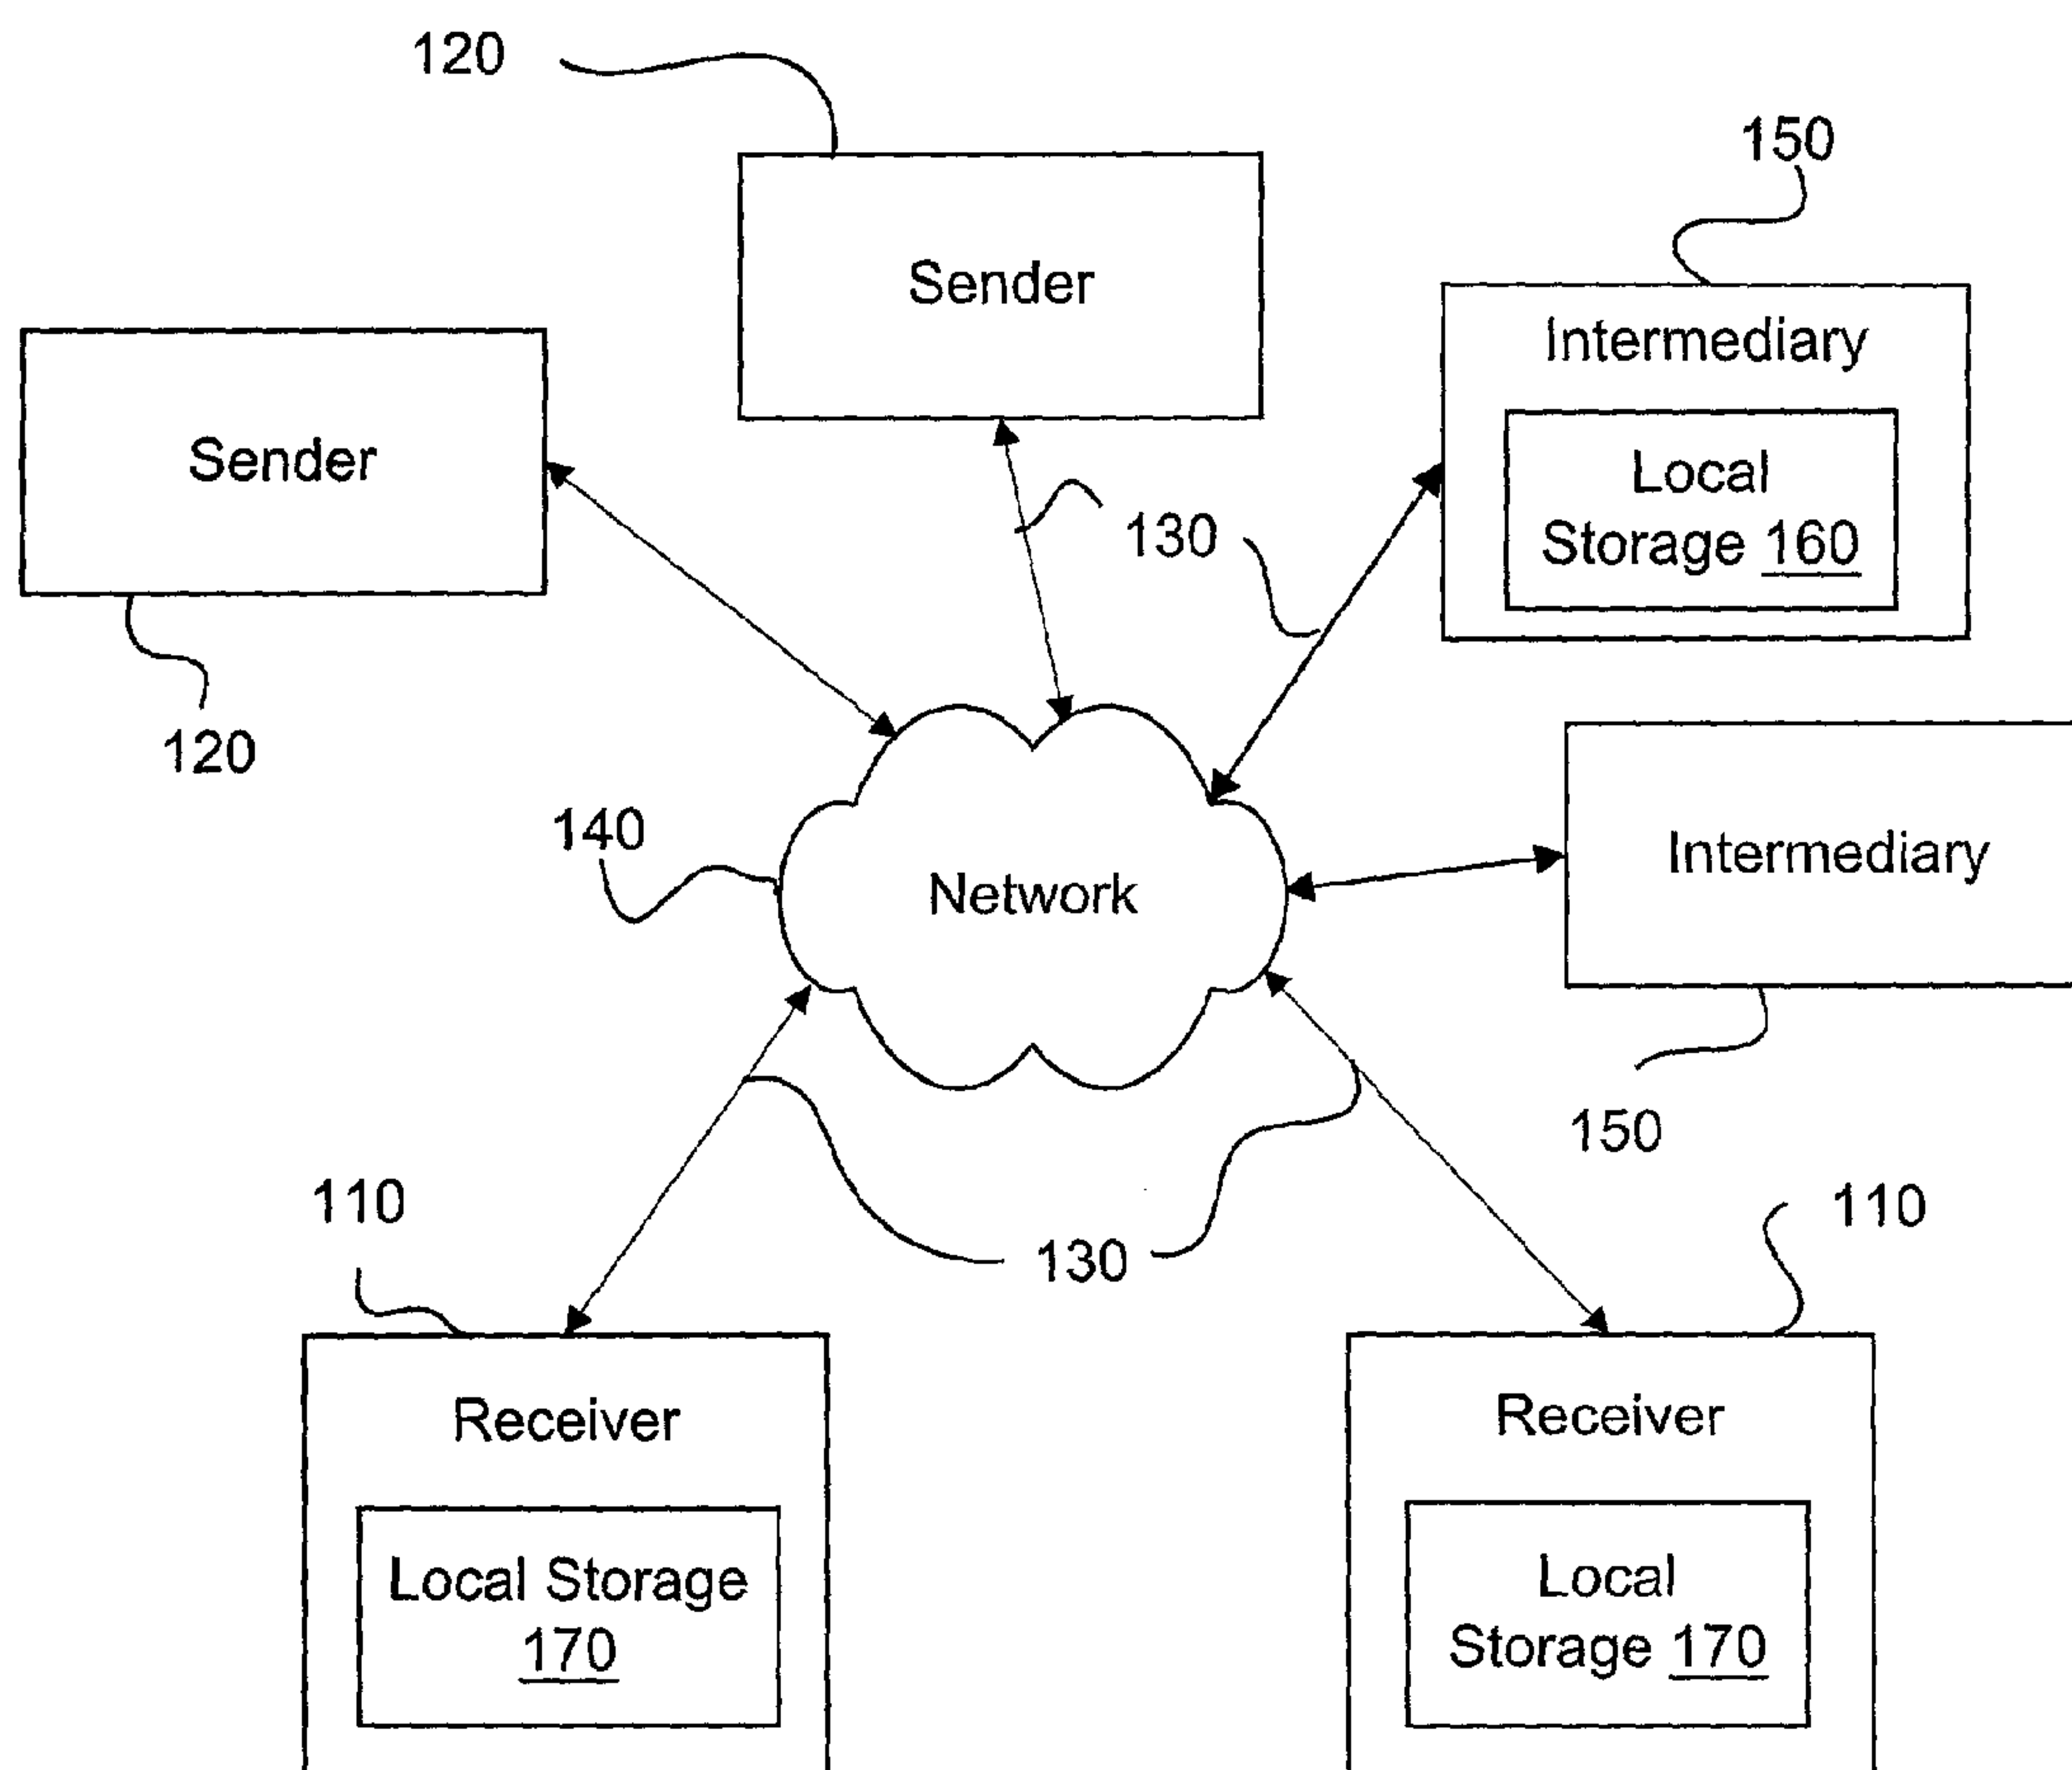 120
150
Sender
Intermediary
Sender
Local
Storage 160
130
120
140
Intermediary
Network
150
110
110
130
Receiver
Receiver
Local Storage
170
Local
Storage 170